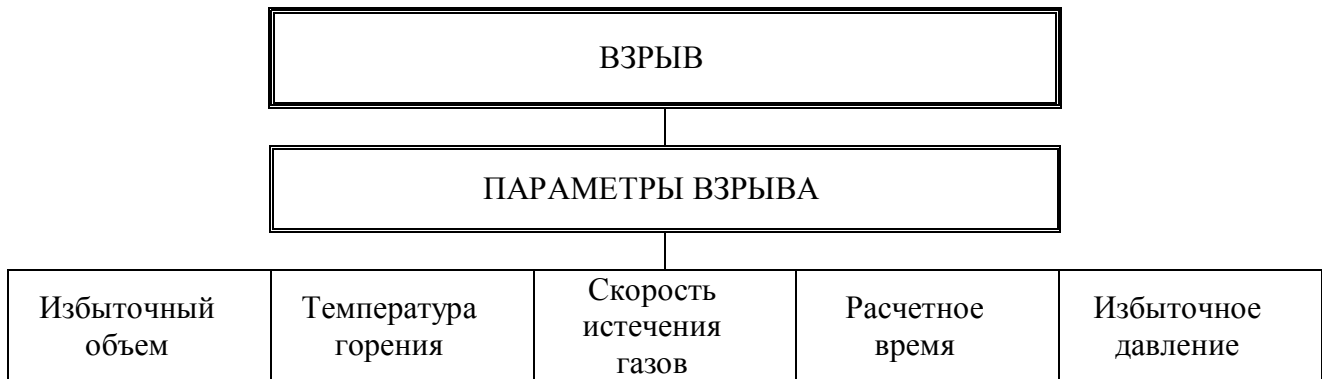 ВЗРЫВ
ПАРАМЕТРЫ ВЗРЫВА
Избыточный
объем
Температура
горения
Скорость
истечения
газов
Расчетное
время
Избыточное
давление